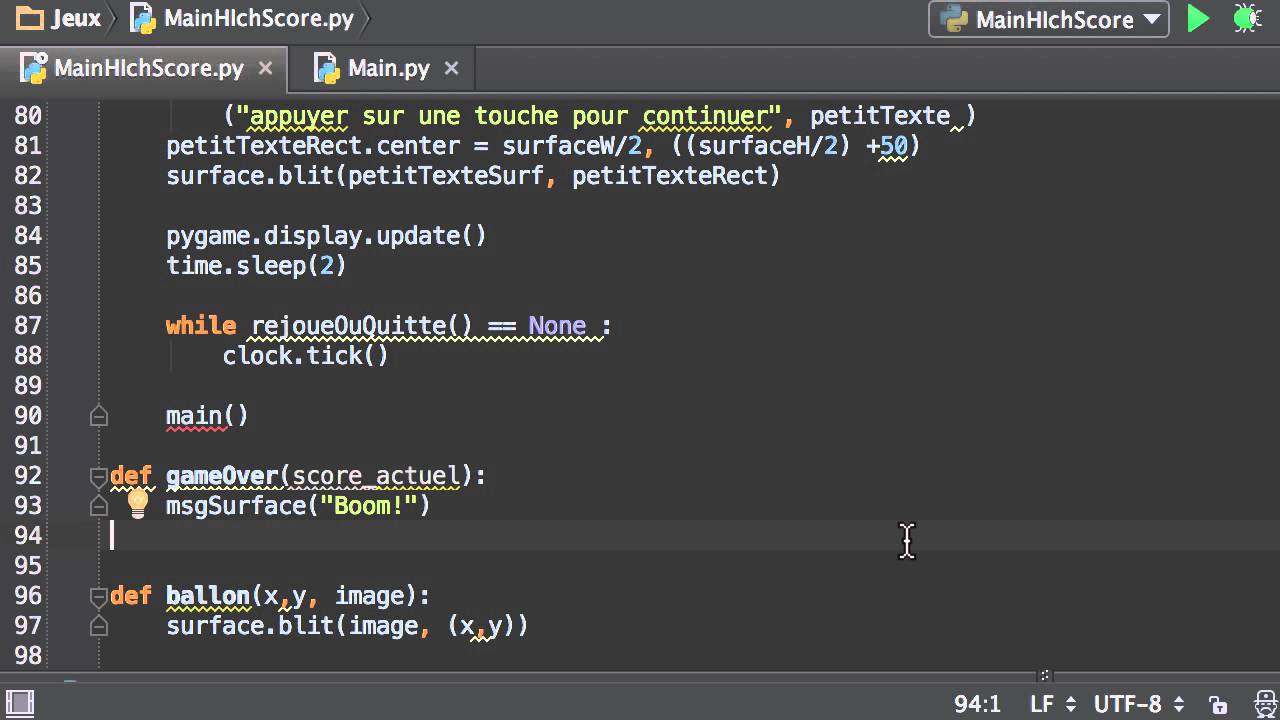 Jeux MainHIchScore.py MainHIchScore
MainHIchScore.py Main.py
80 ("appuyer sur une touche pour continuer", petitTexte )
81 petitTexteRect.center = surfaceW/2, ((surfaceH/2) +50)
82 surface.blit(petitTexteSurf, petitTexteRect)
83
84 pygame.display.update()
85 time.sleep(2)
86
87 while rejoueOuQuitte() == None :
88 clock.tick()
89
90 main()
91
92 def gameOver(score_actuel):
93 msgSurface("Boom!")
94
95
96 def ballon(x,y, image):
97 surface.blit(image, (x,y))
98
94:1 LF UTF-8